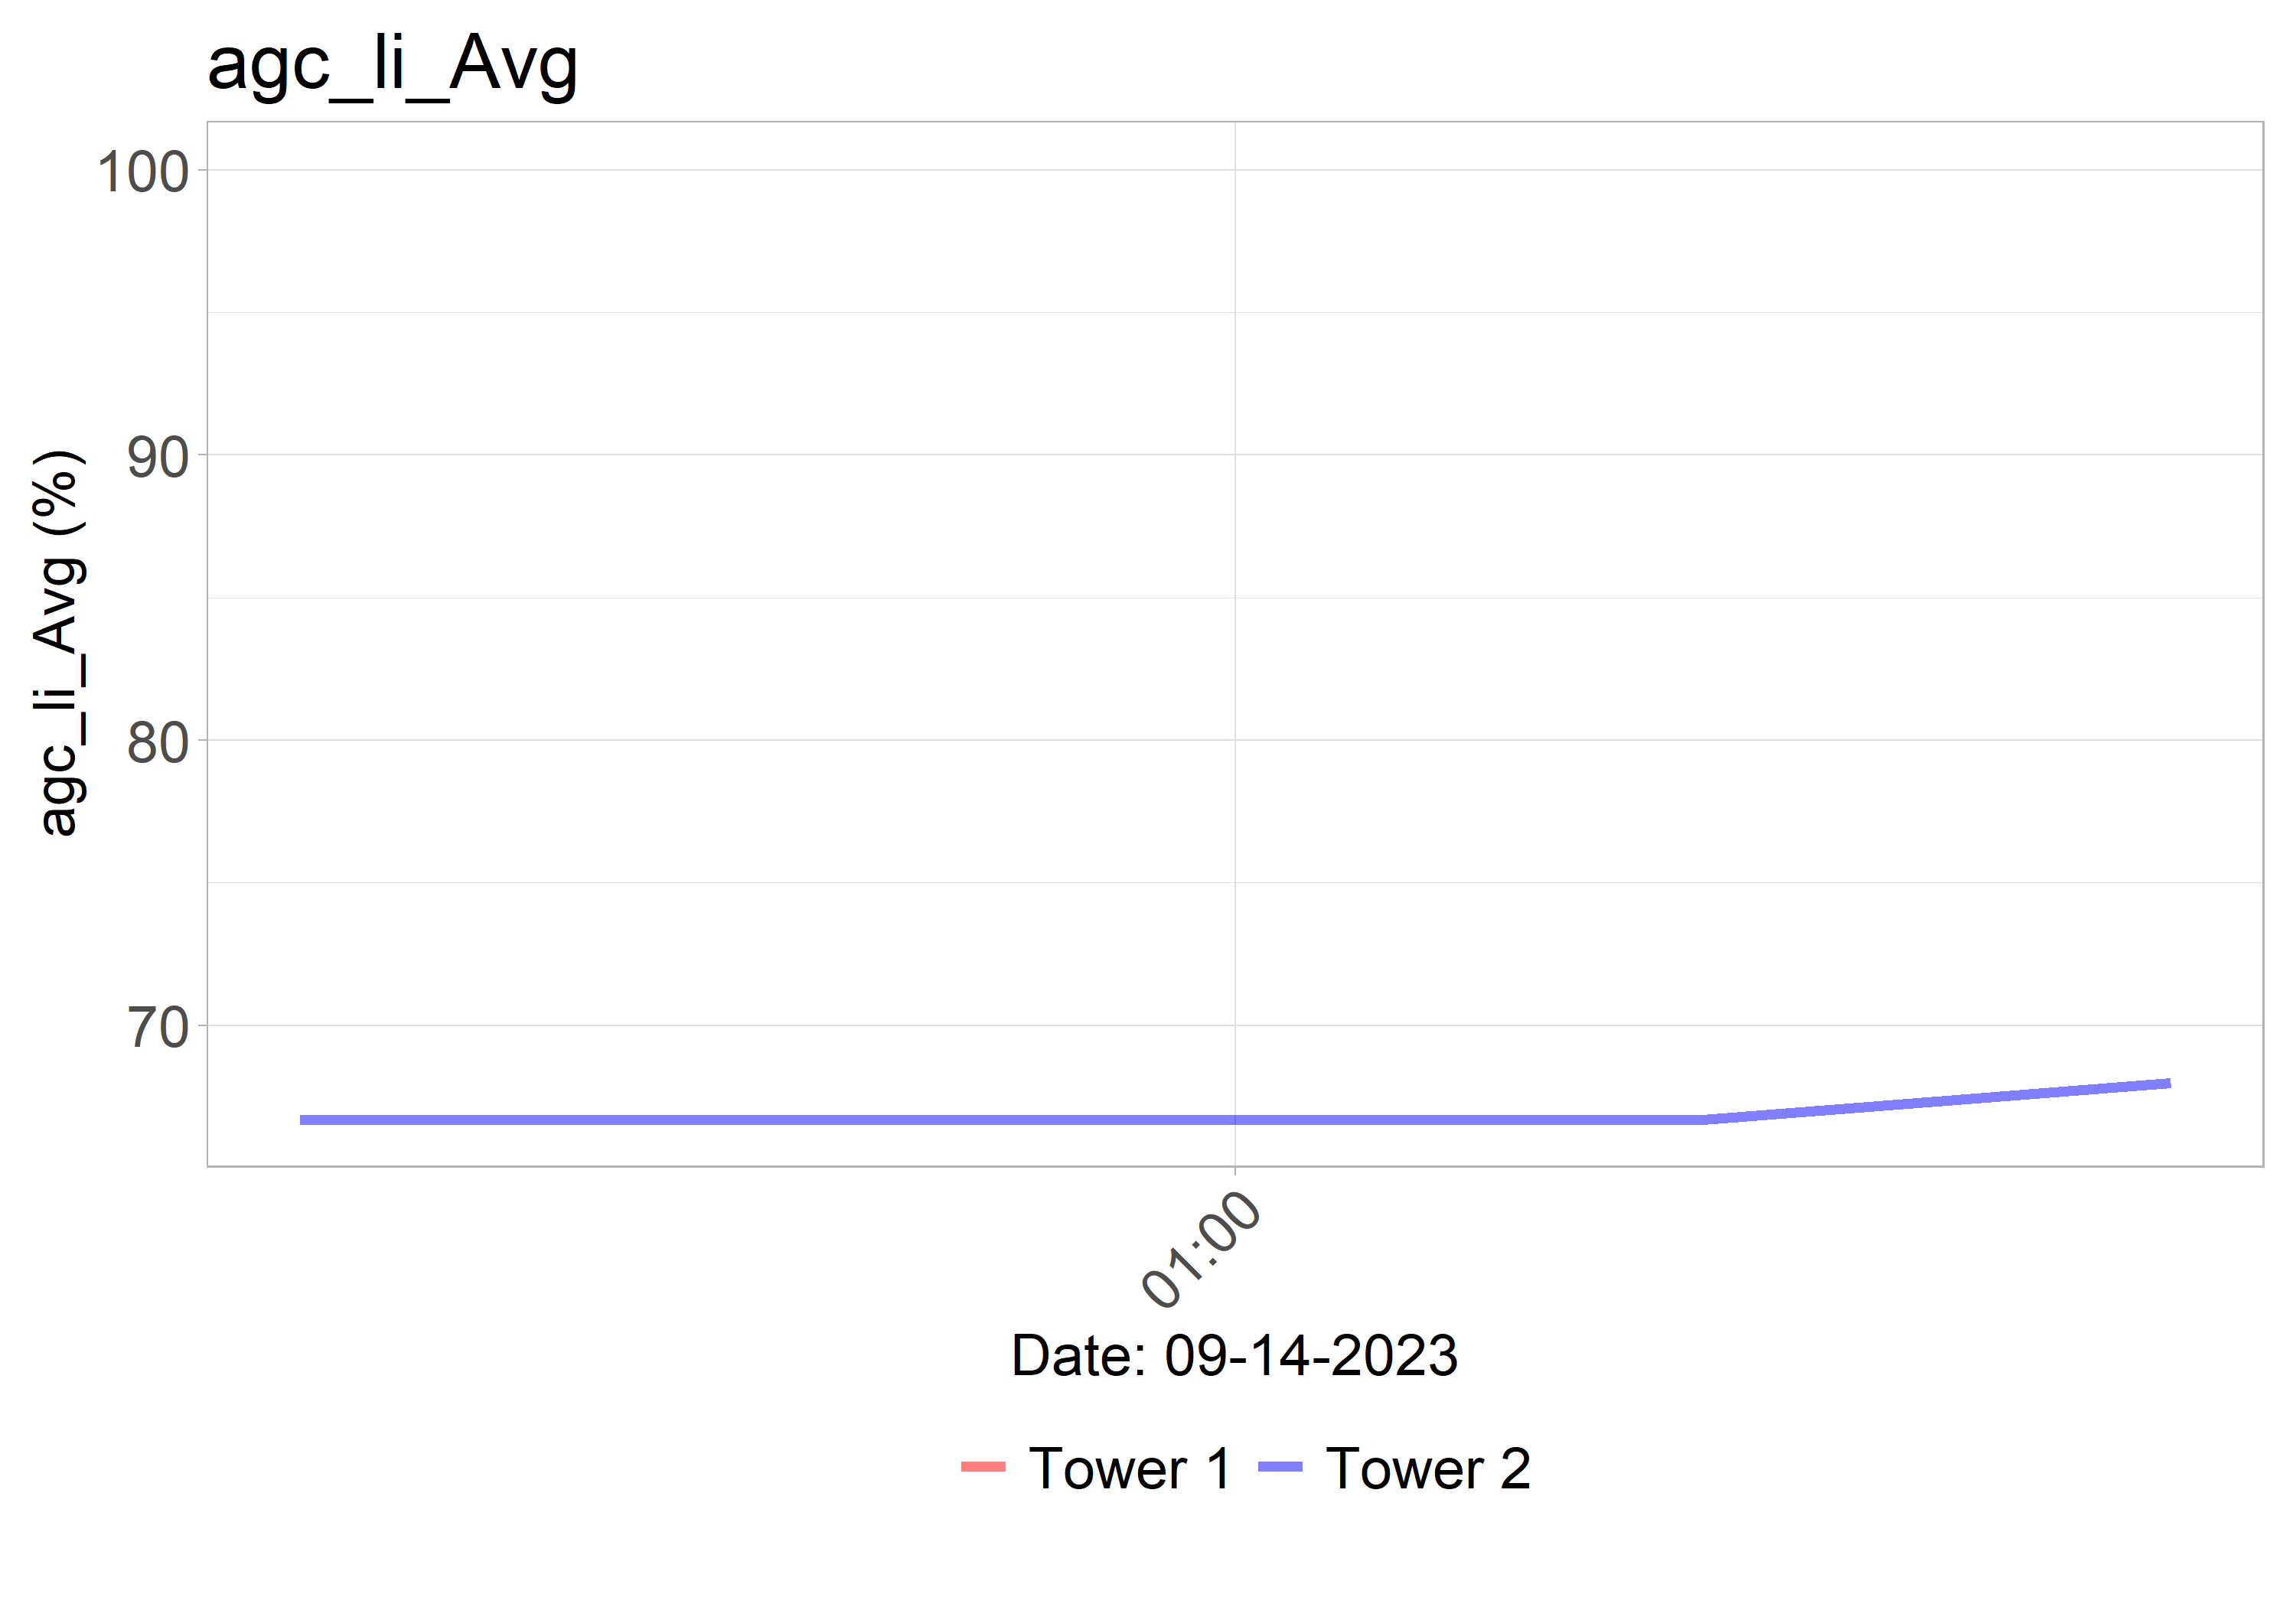 agc_li_Avg
100
90
80
70
agc_li_Avg (%)
01:00
Date: 09-14-2023
Tower 1 Tower 2